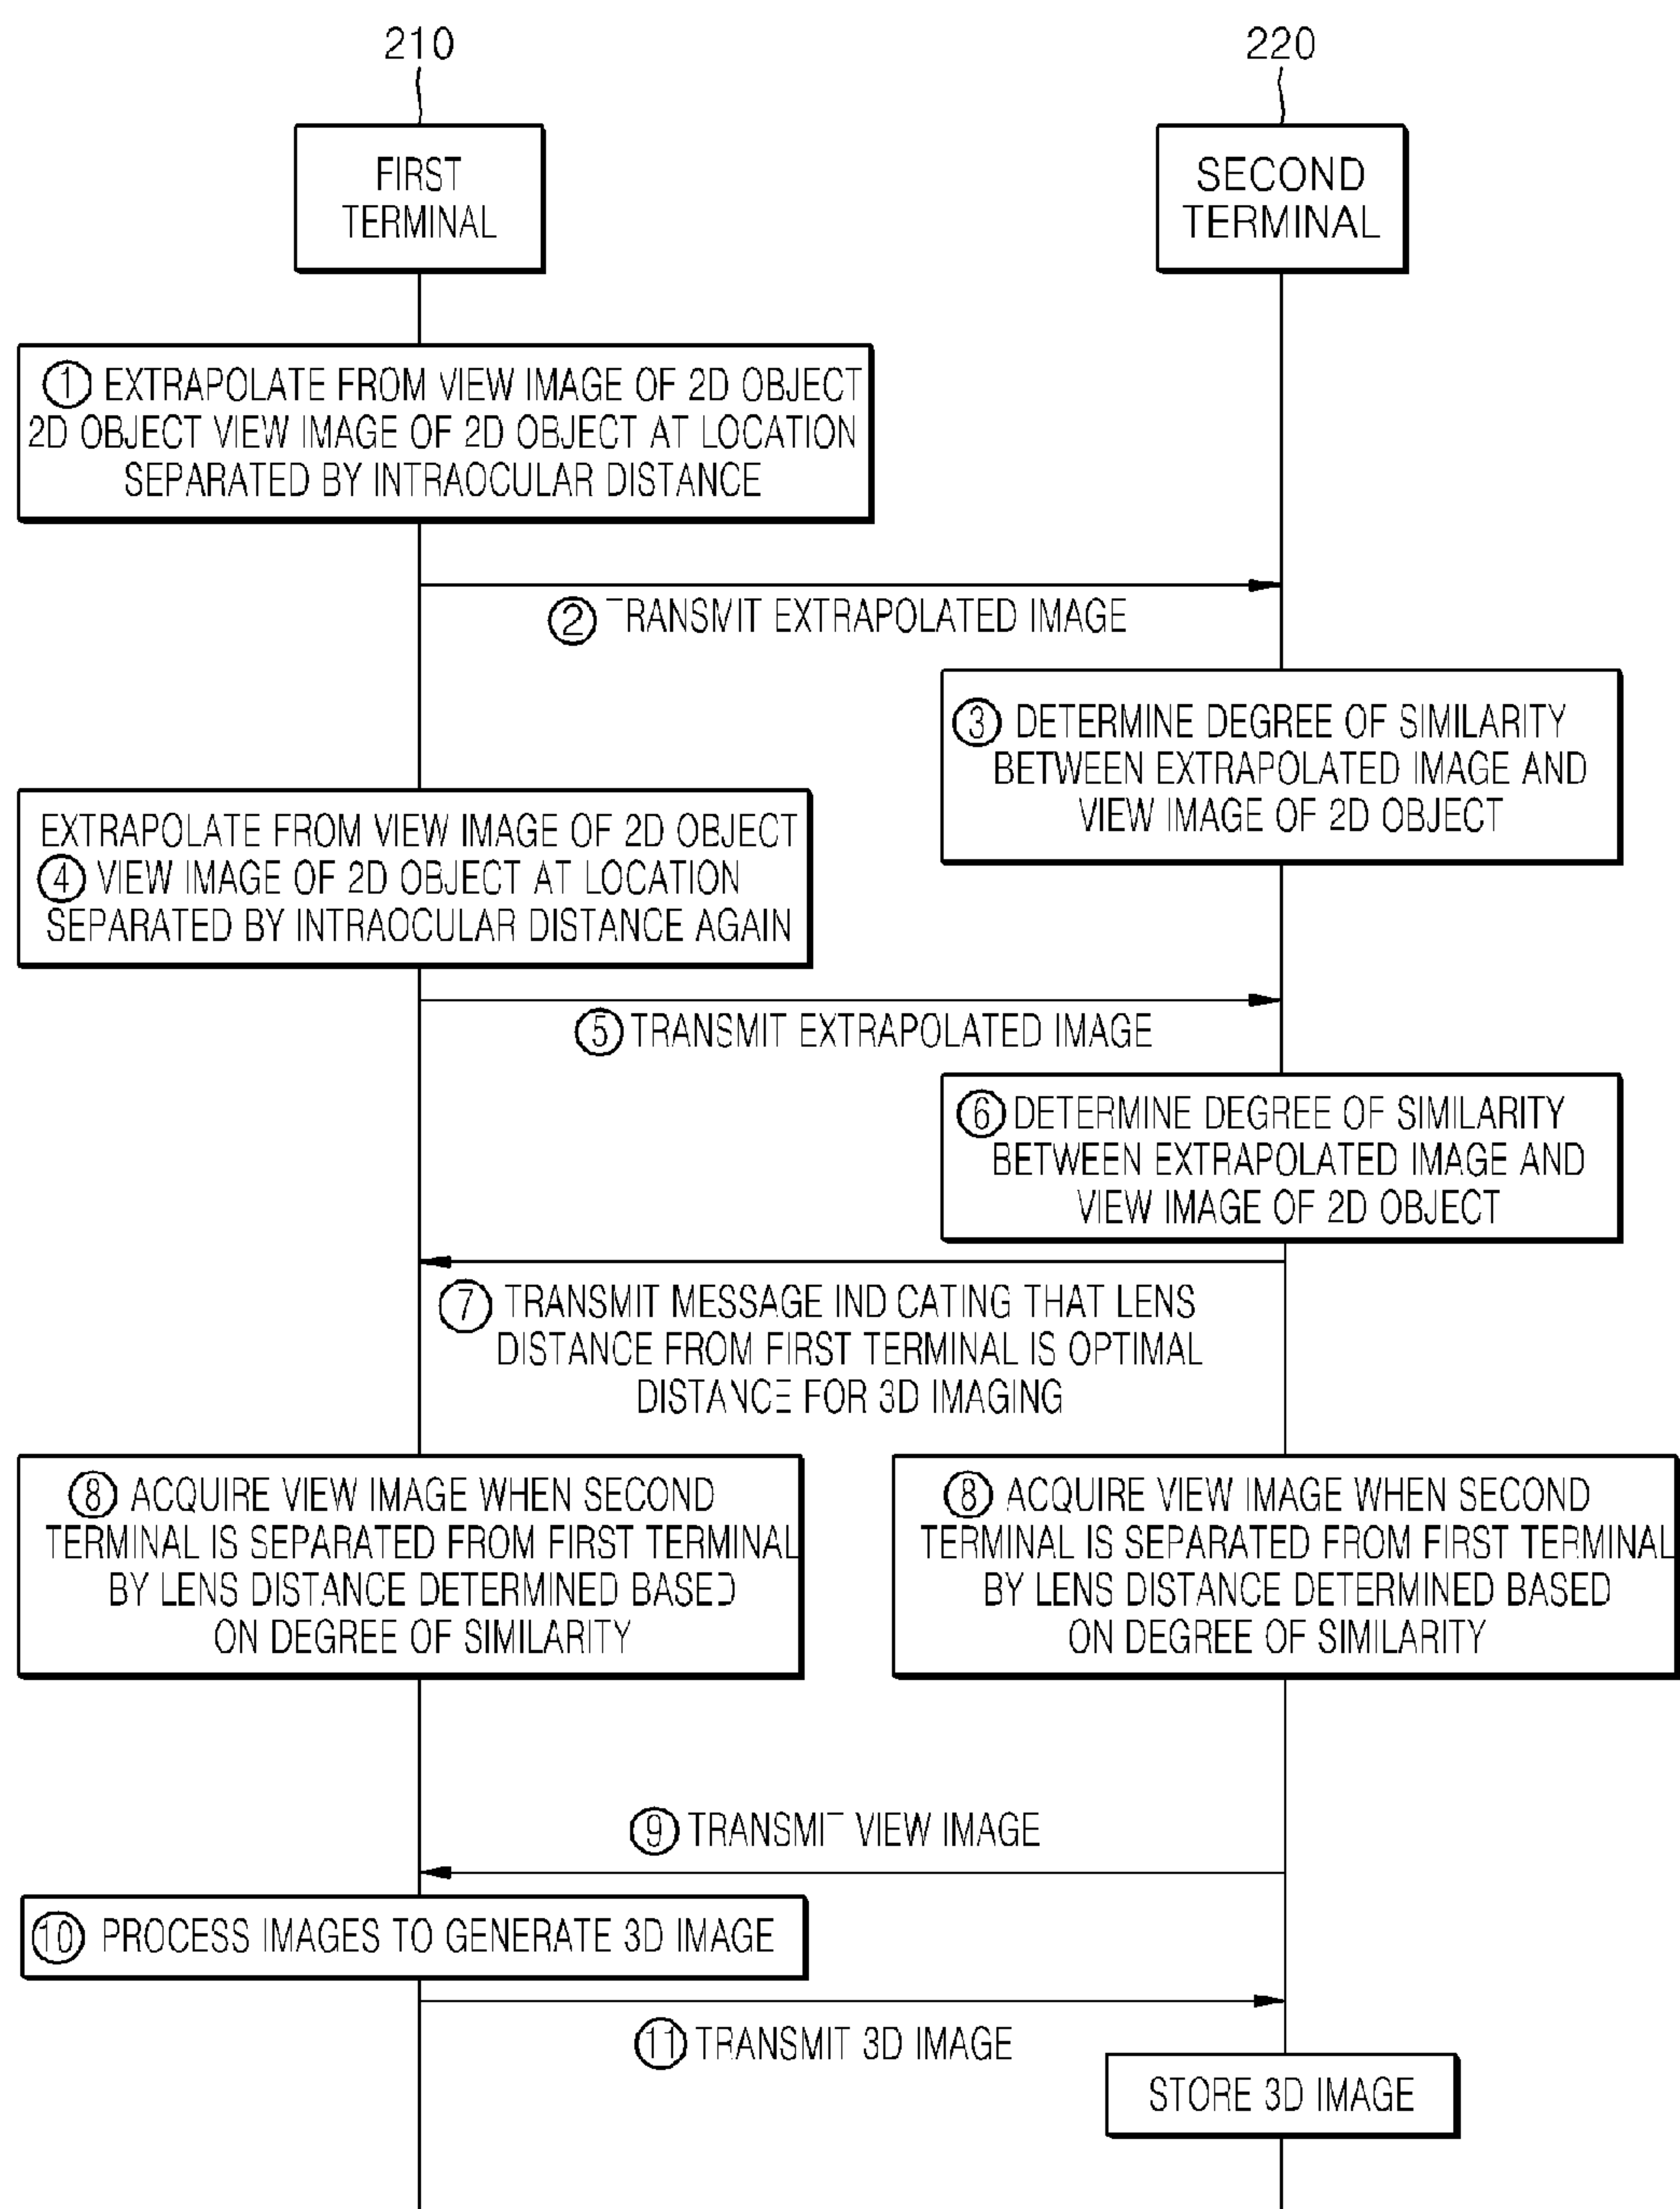 210
220
FIRST
TERMINAL
SECOND
TERMINAL
① EXTRAPOLATE FROM VIEW IMAGE OF 2D OBJECT
2D OBJECT VIEW IMAGE OF 2D OBJECT AT LOCATION
SEPARATED BY INTRAOCULAR DISTANCE
② TRANSMIT EXTRAPOLATED IMAGE
③ DETERMINE DEGREE OF SIMILARITY
BETWEEN EXTRAPOLATED IMAGE AND
VIEW IMAGE OF 2D OBJECT
EXTRAPOLATE FROM VIEW IMAGE OF 2D OBJECT
④ VIEW IMAGE OF 2D OBJECT AT LOCATION
SEPARATED BY INTRAOCULAR DISTANCE AGAIN
⑤ TRANSMIT EXTRAPOLATED IMAGE
⑥ DETERMINE DEGREE OF SIMILARITY
BETWEEN EXTRAPOLATED IMAGE AND
VIEW IMAGE OF 2D OBJECT
⑦ TRANSMIT MESSAGE INDICATING THAT LENS
DISTANCE FROM FIRST TERMINAL IS OPTIMAL
DISTANCE FOR 3D IMAGING
⑧ ACQUIRE VIEW IMAGE WHEN SECOND
TERMINAL IS SEPARATED FROM FIRST TERMINAL
BY LENS DISTANCE DETERMINED BASED
ON DEGREE OF SIMILARITY
⑧ ACQUIRE VIEW IMAGE WHEN SECOND
TERMINAL IS SEPARATED FROM FIRST TERMINAL
BY LENS DISTANCE DETERMINED BASED
ON DEGREE OF SIMILARITY
⑨ TRANSMIT VIEW IMAGE
⑩ PROCESS IMAGES TO GENERATE 3D IMAGE
⑪ TRANSMIT 3D IMAGE
STORE 3D IMAGE